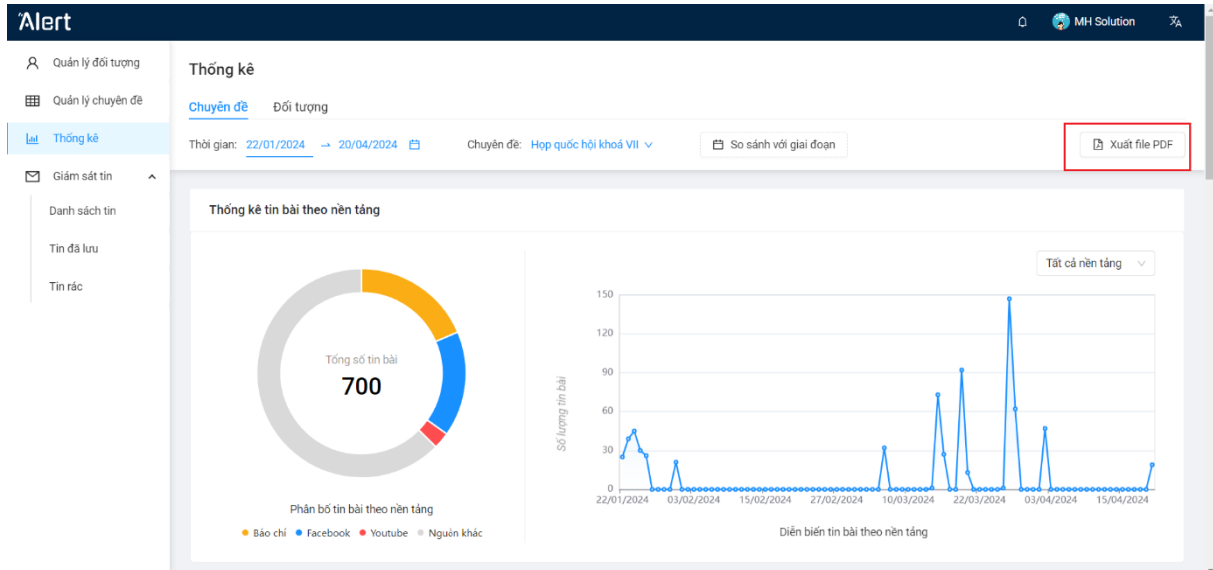 Alert
MH Solution
Quản lý đối tượng
Quản lý chuyên đề
Thống kê
Giám sát tin
Danh sách tin
Tin đã lưu
Tin rác
Thống kê
Chuyên đề Đối tượng
Thời gian: 22/01/2024 → 20/04/2024 Chuyên đề: Họp quốc hội khoá VII So sánh với giai đoạn Xuất file PDF
Thống kê tin bài theo nền tảng
Tổng số tin bài
700
Phân bố tin bài theo nền tảng
Báo chí Facebook Youtube Nguồn khác
Tất cả nền tảng
Số lượng tin bài
150
120
90
60
30
0
22/01/2024 03/02/2024 15/02/2024 27/02/2024 10/03/2024 22/03/2024 03/04/2024 15/04/2024
Diễn biến tin bài theo nền tảng